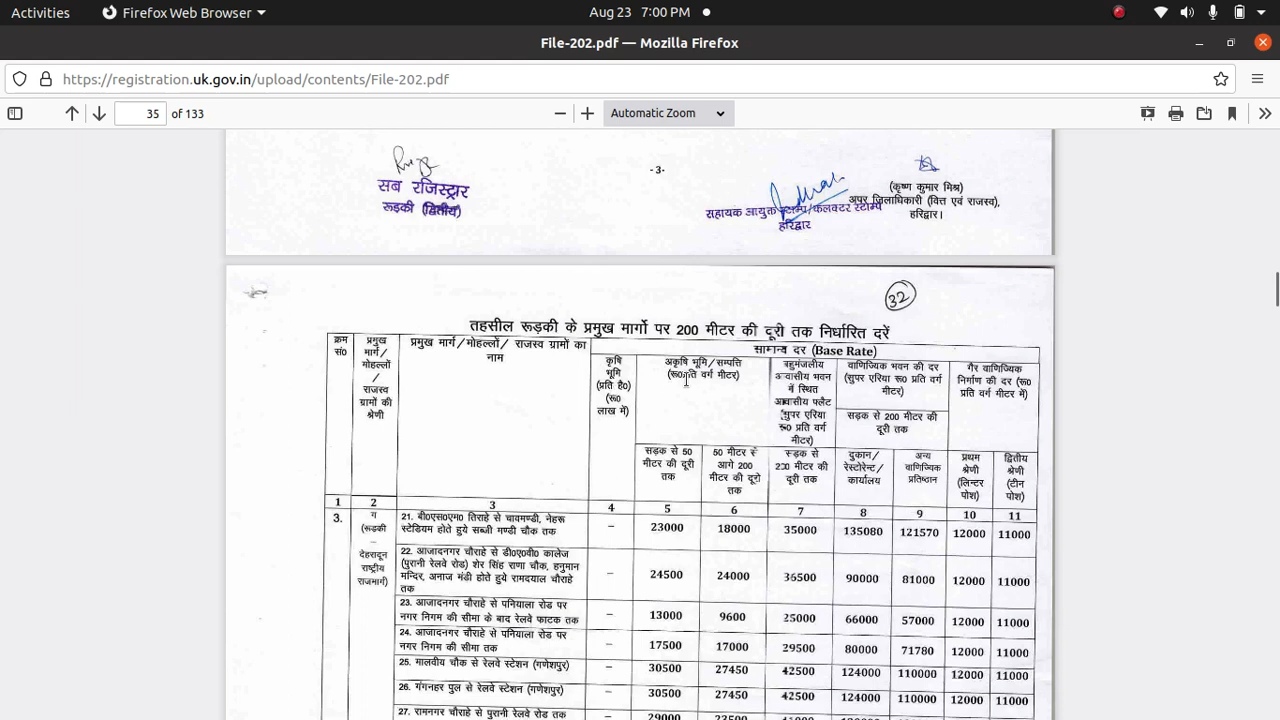 Activities Firefox Web Browser Aug 23 7:00 PM
File-202.pdf — Mozilla Firefox
https://registration.uk.gov.in/upload/contents/File-202.pdf
35 of 133 Automatic Zoom
सब रजिस्ट्रार
रूड़की (द्वितीय)
-3-
सहायक आयुक्त स्टाम्प/कलक्टर स्टाम्प
हरिद्वार
(कृष्ण कुमार मिश्र)
अपर जिलाधिकारी (वित्त एवं राजस्व),
हरिद्वार।
32
तहसील रूड़की के प्रमुख मार्गो पर 200 मीटर की दूरी तक निर्धारित दरें
क्रम
सं0
प्रमुख
मार्ग/
मोहल्लों
/
राजस्व
ग्रामों की
श्रेणी
प्रमुख मार्ग/मोहल्लों/ राजस्व ग्रामों का
नाम
सामान्य दर (Base Rate)
कृषि
भूमि
(प्रति है0)
(रू0
लाख में)
अकृषि भूमि/सम्पत्ति
(रू0प्रति वर्ग मीटर)
बहुमंजलीय
आवासीय भवन
में स्थित
आवासीय फ्लैट
(सुपर एरिया
रू0 प्रति वर्ग
मीटर)
वाणिज्यिक भवन की दर
(सुपर एरिया रू0 प्रति वर्ग
मीटर)
गैर वाणिज्यिक
निर्माण की दर (रू0
प्रति वर्ग मीटर में)
सड़क से 200 मीटर की
दूरी तक
सड़क से 50
मीटर की दूरी
तक
50 मीटर से
आगे 200
मीटर की दूरी
तक
सड़क से
200 मीटर की
दूरी तक
दुकान/
रेस्टोरेन्ट/
कार्यालय
अन्य
वाणिज्यिक
प्रतिष्ठान
प्रथम
श्रेणी
(लिन्टर
पोश)
द्वितीय
श्रेणी
(टीन
पोश)
1 2 3 4 5 6 7 8 9 10 11
3.
ग
(रूड़की
–
देहरादून
राष्ट्रीय
राजमार्ग)
21. बी0एस0एम0 तिराहे से चावमण्डी, नेहरू
स्टेडियम होते हुये सब्जी मण्डी चौक तक
– 23000 18000 35000 135080 121570 12000 11000
22. आजादनगर चौराहे से डी0ए0वी0 कालेज
(पुरानी रेलवे रोड) शेर सिंह राणा चौक, हनुमान
मन्दिर, अनाज मंडी होते हुये रामदयाल चौराहे
तक
– 24500 24000 36500 90000 81000 12000 11000
23. आजादनगर चौराहे से पनियाला रोड पर
नगर निगम की सीमा के बाद रेलवे फाटक तक
– 13000 9600 25000 66000 57000 12000 11000
24. आजादनगर चौराहे से पनियाला रोड पर
नगर निगम की सीमा तक
– 17500 17000 29500 80000 71780 12000 11000
25. मालवीय चौक से रेलवे स्टेशन (गणेशपुर)
– 30500 27450 42500 124000 110000 12000 11000
26. गंगनहर पुल से रेलवे स्टेशन (गणेशपुर)
– 30500 27450 42500 124000 110000 12000 11000
27. रामनगर चौराहे से पुरानी रेलवे रोड तक
29000 23500